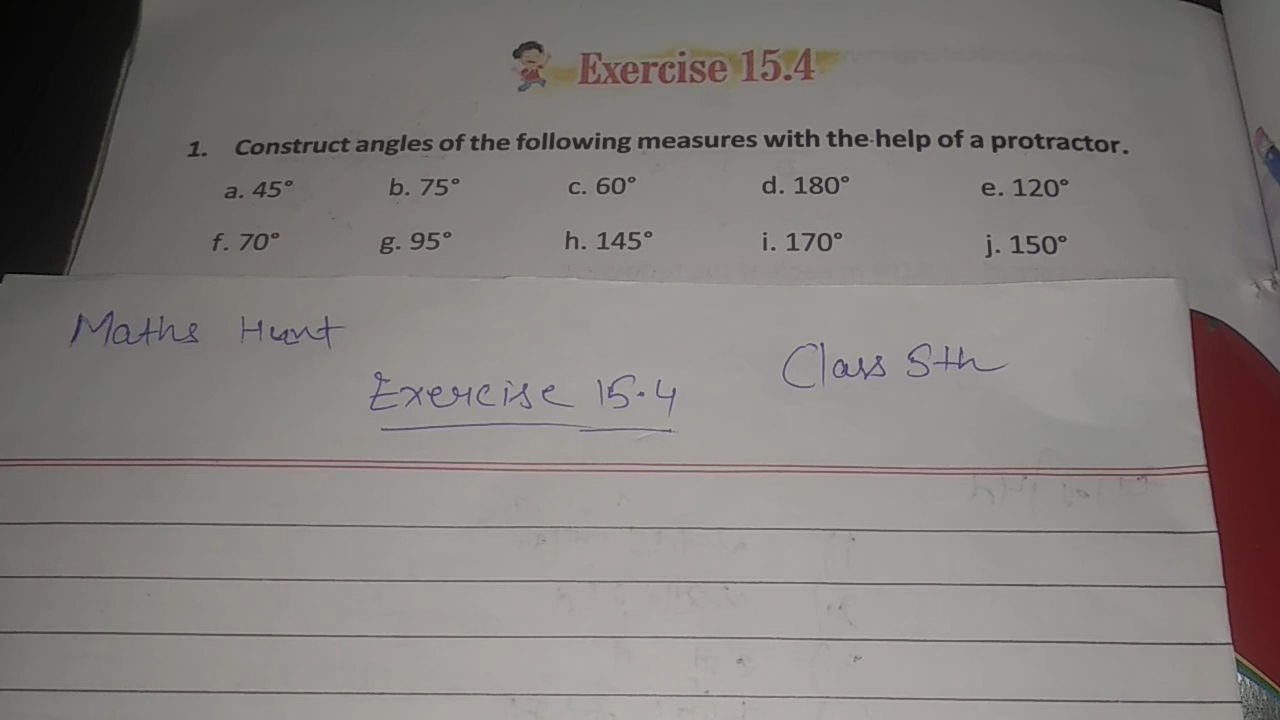 Exercise 15.4
1. Construct angles of the following measures with the help of a protractor.
a. 45° b. 75° c. 60° d. 180° e. 120°
f. 70° g. 95° h. 145° i. 170° j. 150°
Maths Hunt
Class 5th
Exercise 15.4